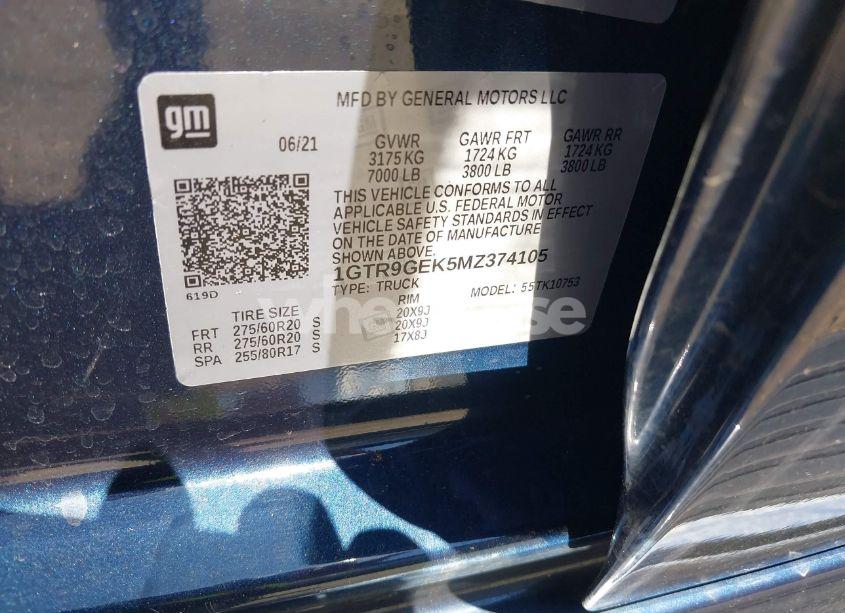 gm
MFD BY GENERAL MOTORS LLC
06/21
GVWR GAWR FRT GAWR RR
3175 KG 1724 KG 1724 KG
7000 LB 3800 LB 3800 LB
THIS VEHICLE CONFORMS TO ALL
APPLICABLE U.S. FEDERAL MOTOR
VEHICLE SAFETY STANDARDS IN EFFECT
ON THE DATE OF MANUFACTURE
SHOWN ABOVE.
1GTR9GEK5MZ374105
TYPE: TRUCK MODEL: 55TK10753
619D
TIRE SIZE RIM
FRT 275/60R20 S 20X9J
RR 275/60R20 S 20X9J
SPA 255/80R17 S 17X8J